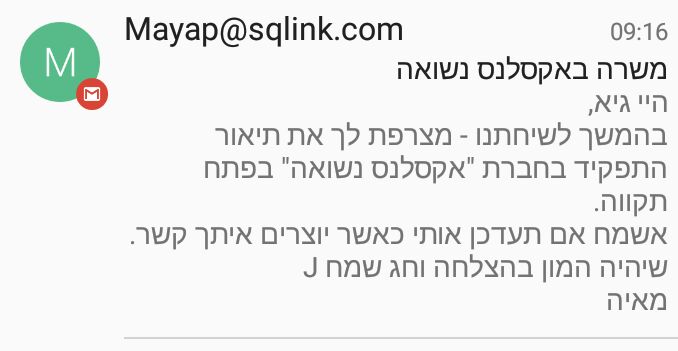 M
Mayap@sqlink.com
09:16
משרה באקסלנס נשואה
היי גיא,
בהמשך לשיחתנו - מצרפת לך את תיאור
התפקיד בחברת "אקסלנס נשואה" בפתח
תקווה.
אשמח אם תעדכן אותי כאשר יוצרים איתך קשר.
שיהיה המון בהצלחה וחג שמח J
מאיה